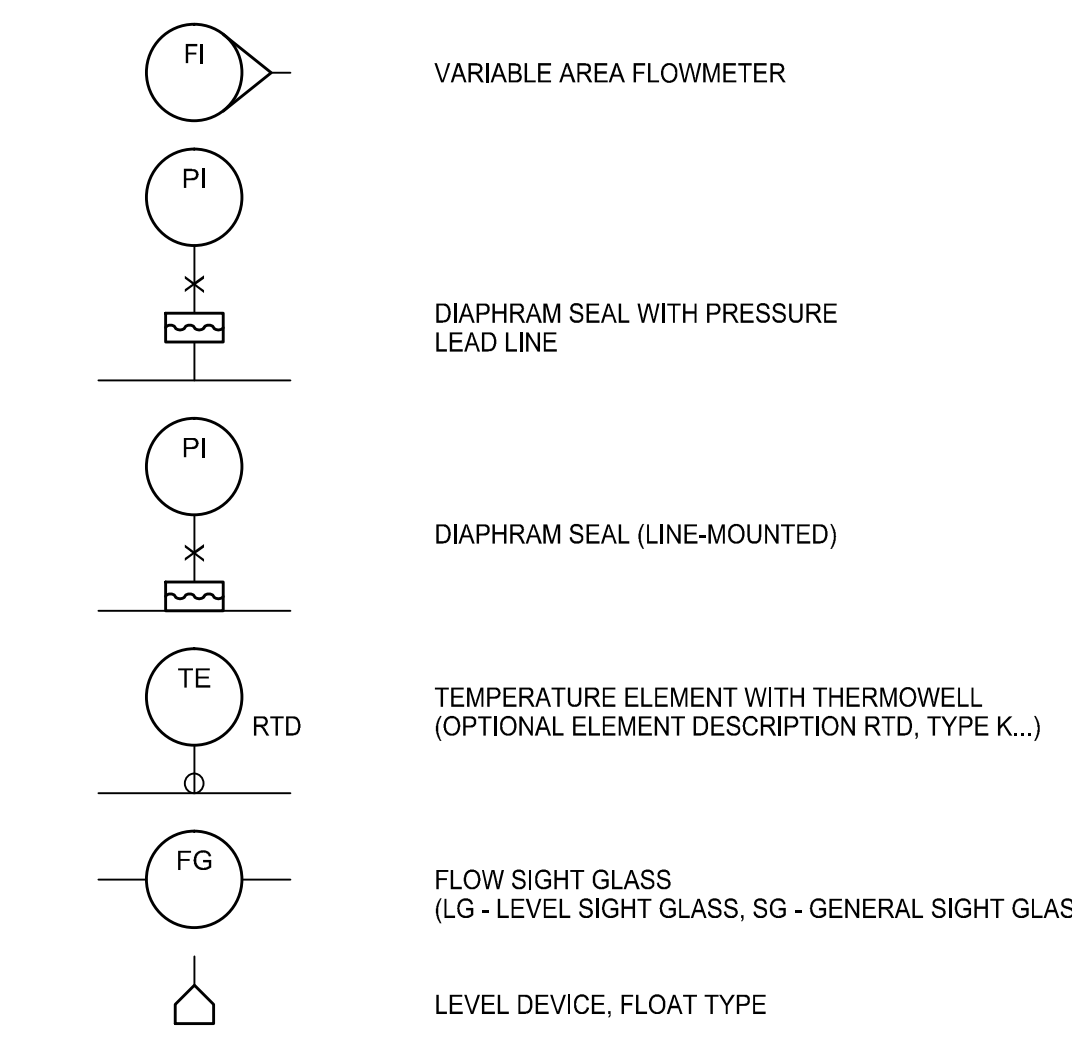 FI
VARIABLE AREA FLOWMETER
PI
DIAPHRAM SEAL WITH PRESSURE
LEAD LINE
PI
DIAPHRAM SEAL (LINE-MOUNTED)
TE
RTD
TEMPERATURE ELEMENT WITH THERMOWELL
(OPTIONAL ELEMENT DESCRIPTION RTD, TYPE K...)
FG
FLOW SIGHT GLASS
(LG - LEVEL SIGHT GLASS, SG - GENERAL SIGHT GLAS
LEVEL DEVICE, FLOAT TYPE